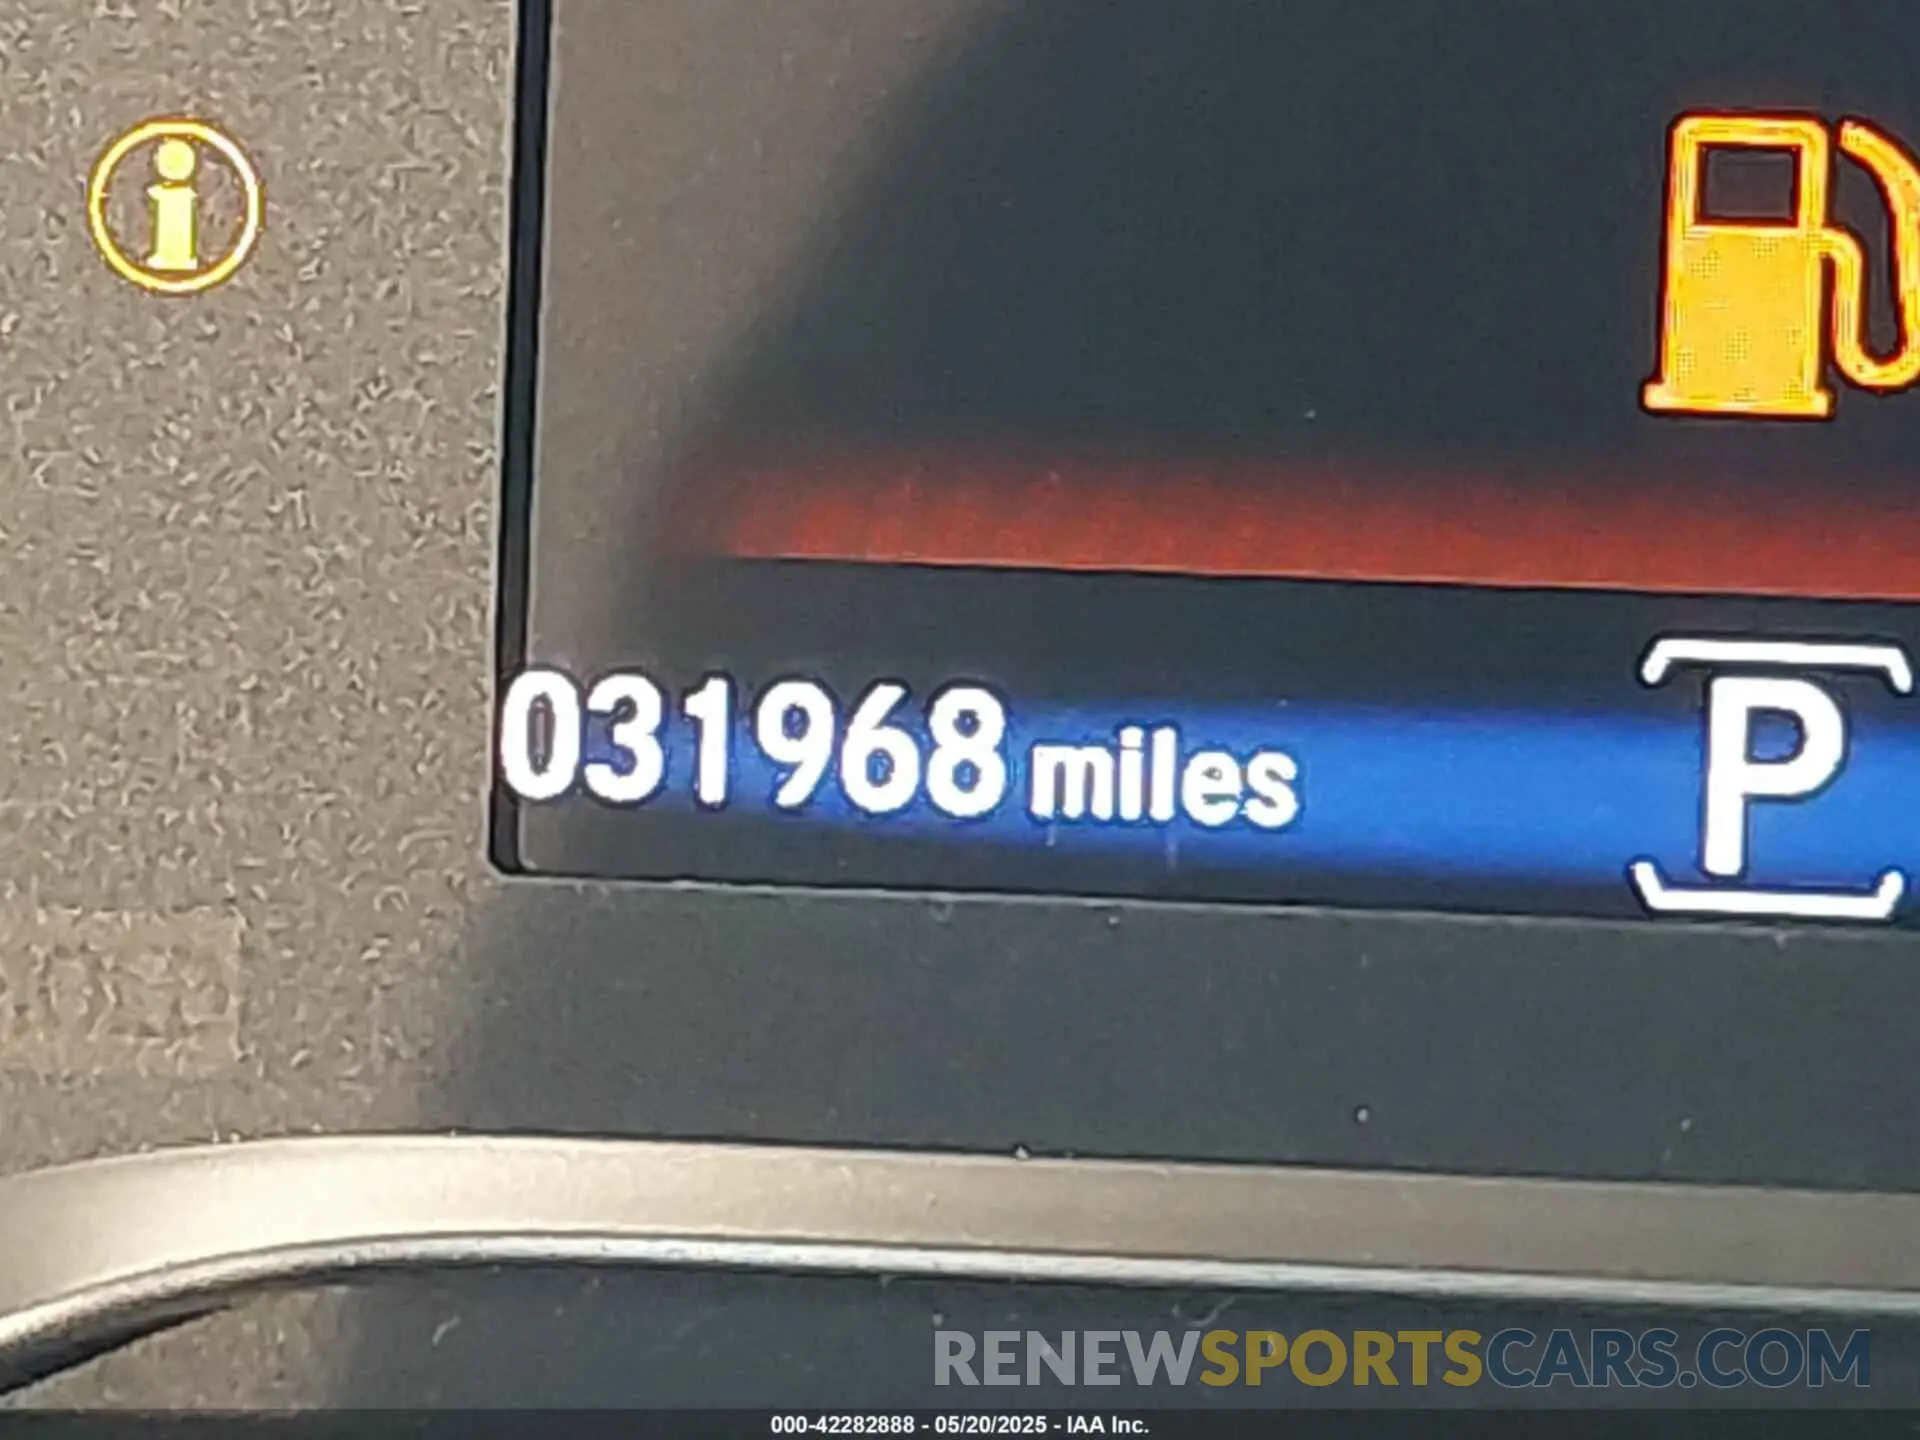 i
031968 miles
P
RENEWSPORTSCARS.COM
000-42282888 - 05/20/2025 - IAA Inc.